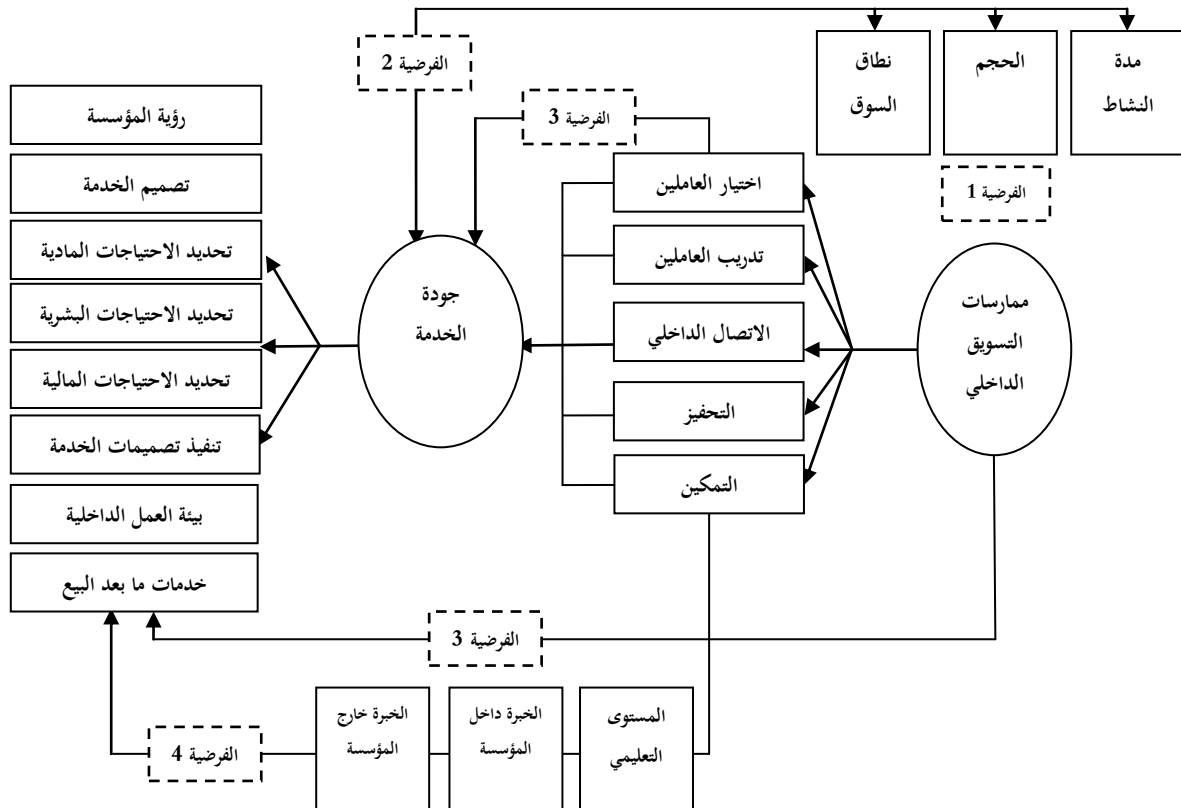 مدة
النشاط
الحجم
نطاق
السوق
الفرضية 2
الفرضية 3
الفرضية 1
ممارسات
التسويق
الداخلي
اختيار العاملين
تدريب العاملين
الاتصال الداخلي
التحفيز
التمكين
جودة
الخدمة
رؤية المؤسسة
تصميم الخدمة
تحديد الاحتياجات المادية
تحديد الاحتياجات البشرية
تحديد الاحتياجات المالية
تنفيذ تصميمات الخدمة
بيئة العمل الداخلية
خدمات ما بعد البيع
الفرضية 3
المستوى
التعليمي
الخبرة داخل
المؤسسة
الخبرة خارج
المؤسسة
الفرضية 4